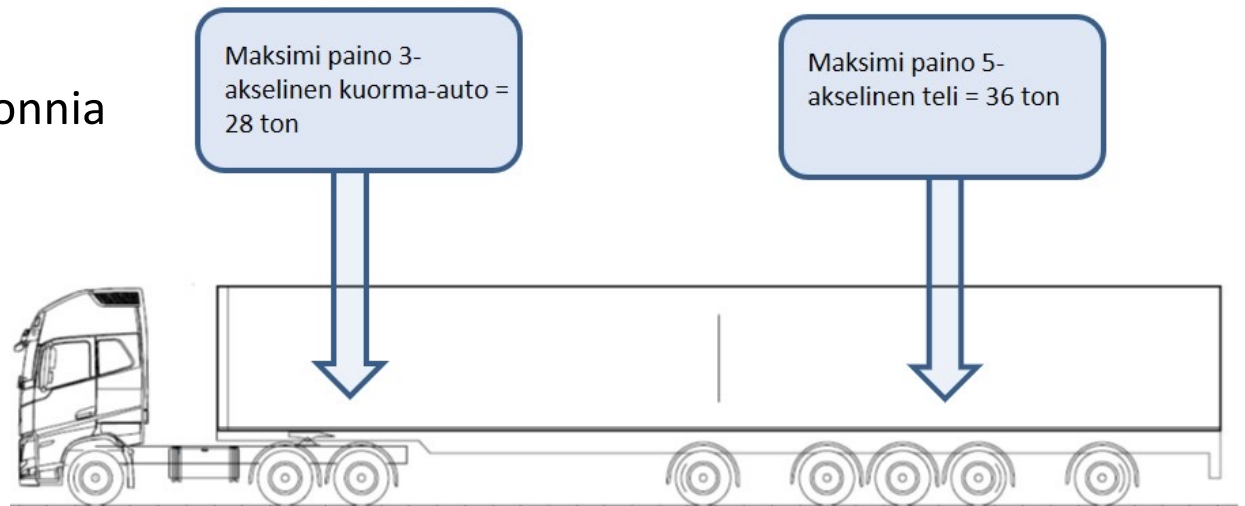 Maksimi paino 3-
akselinen kuorma-auto =
28 ton
Maksimi paino 5-
akselinen teli = 36 ton
onnia